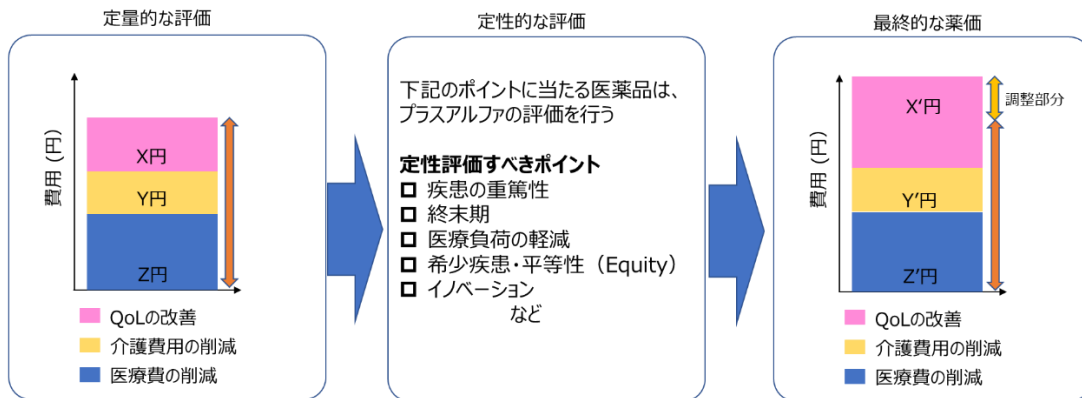 定量的な評価
費用（円）
X円
Y円
Z円
QoLの改善
介護費用の削減
医療費の削減
定性的な評価
下記のポイントに当たる医薬品は、
プラスアルファの評価を行う
定性評価すべきポイント
疾患の重篤性
終末期
医療負荷の軽減
希少疾患・平等性（Equity）
イノベーション
など
最終的な薬価
費用（円）
X‘円
調整部分
Y’円
Z’円
QoLの改善
介護費用の削減
医療費の削減